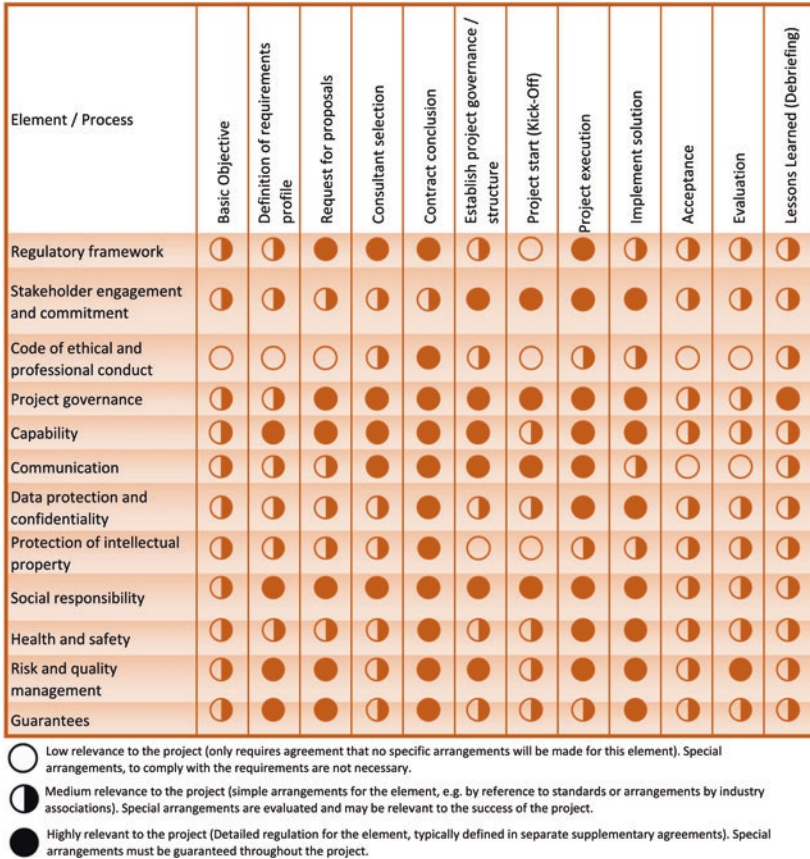 Element / Process
Basic Objective
Definition of requirements
profile
Request for proposals
Consultant selection
Contract conclusion
Establish project governance /
structure
Project start (Kick-Off)
Project execution
Implement solution
Acceptance
Evaluation
Lessons Learned (Debriefing)
Regulatory framework
Stakeholder engagement
and commitment
Code of ethical and
professional conduct
Project governance
Capability
Communication
Data protection and
confidentiality
Protection of intellectual
property
Social responsibility
Health and safety
Risk and quality
management
Guarantees
Low relevance to the project (only requires agreement that no specific arrangements will be made for this element). Special
arrangements, to comply with the requirements are not necessary.
Medium relevance to the project (simple arrangements for the element, e.g. by reference to standards or arrangements by industry
associations). Special arrangements are evaluated and may be relevant to the success of the project.
Highly relevant to the project (Detailed regulation for the element, typically defined in separate supplementary agreements). Special
arrangements must be guaranteed throughout the project.